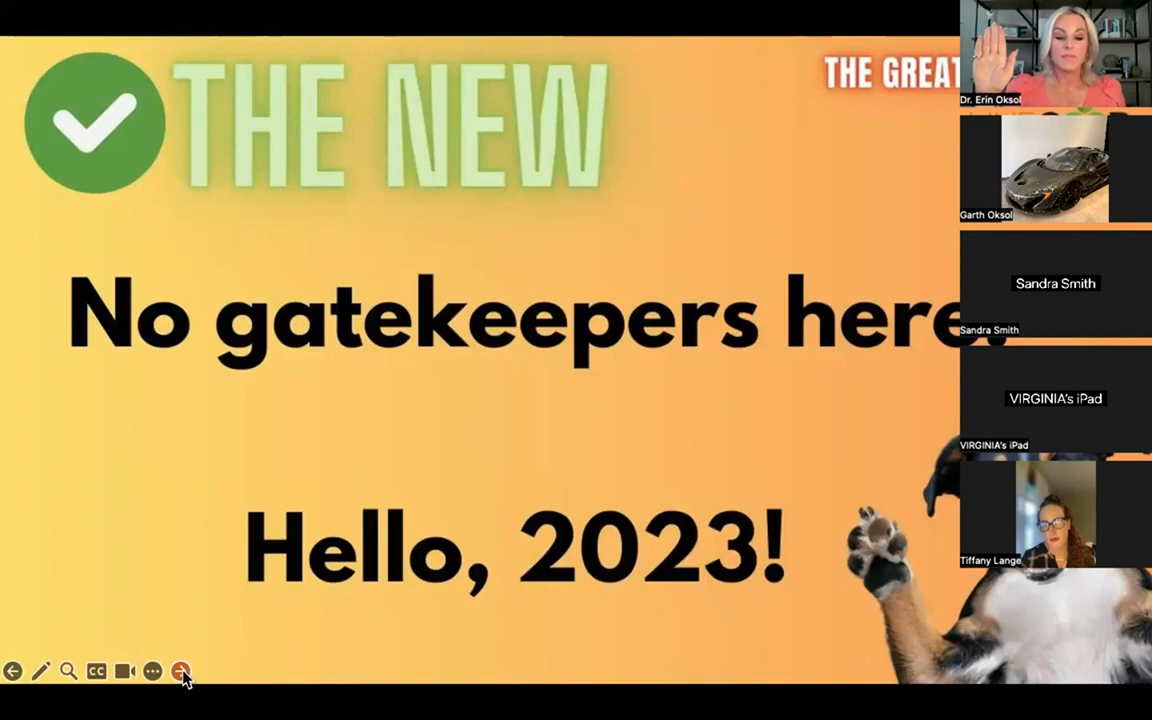 THE NEW
THE GREAT
No gatekeepers here.
Hello, 2023!
CC
Dr. Erin Oksol
Garth Oksol
Sandra Smith
Sandra Smith
VIRGINIA's iPad
VIRGINIA's iPad
Tiffany Lange